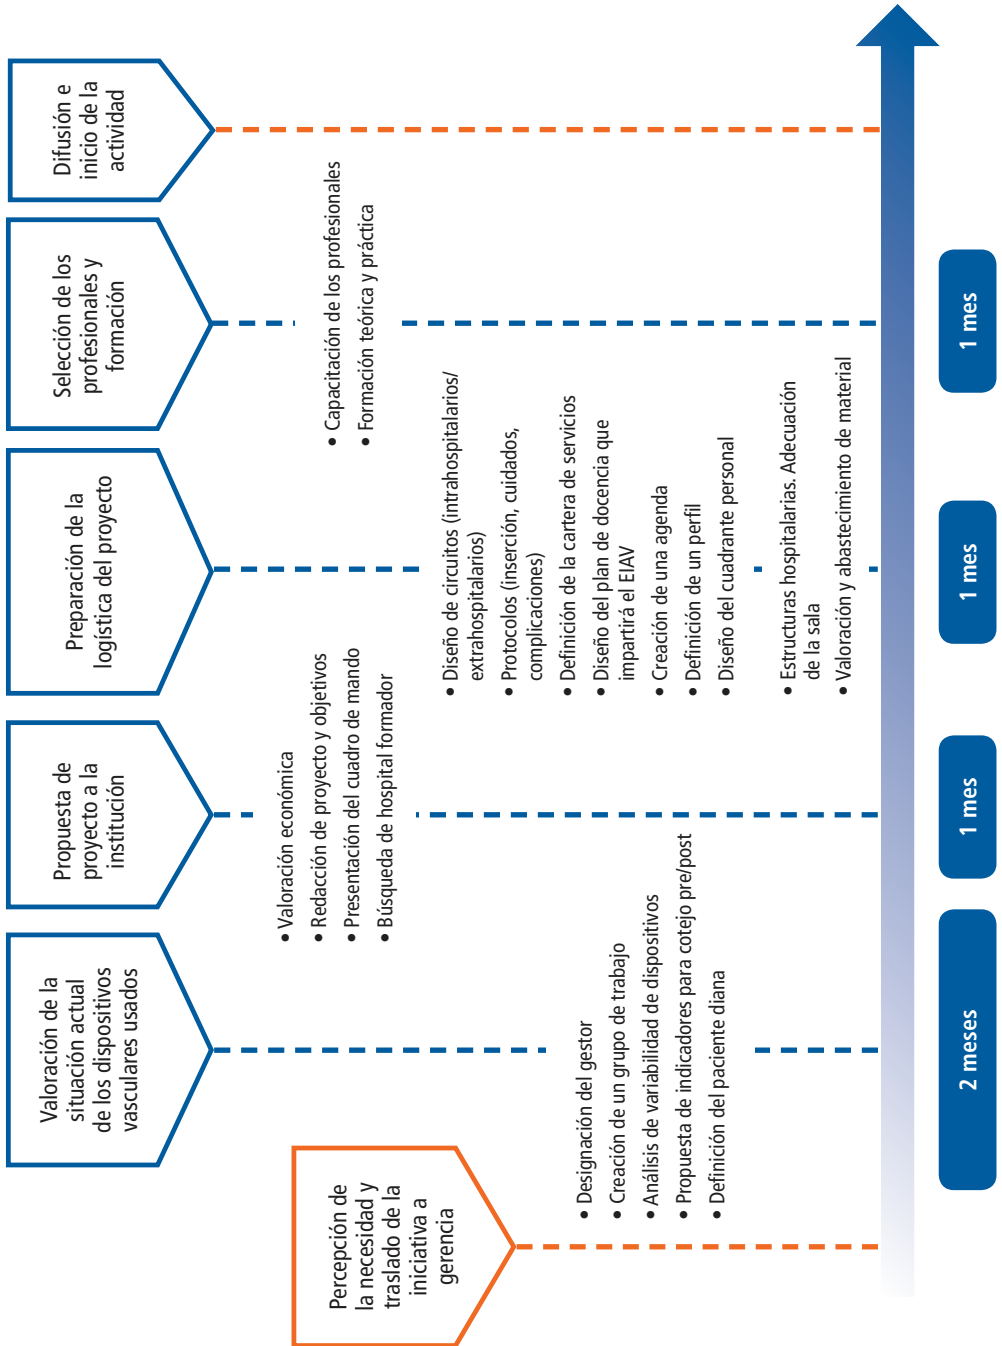 Percepción de
la necesidad y
traslado de la
iniciativa a
gerencia
Valoración de la
situación actual
de los dispositivos
vasculares usados
• Designación del gestor
• Creación de un grupo de trabajo
• Análisis de variabilidad de dispositivos
• Propuesta de indicadores para cotejo pre/post
• Definición del paciente diana
2 meses
Propuesta de
proyecto a la
institución
• Valoración económica
• Redacción de proyecto y objetivos
• Presentación del cuadro de mando
• Búsqueda de hospital formador
1 mes
Preparación de la
logística del proyecto
• Diseño de circuitos (intrahospitalarios/
extrahospitalarios)
• Protocolos (inserción, cuidados,
complicaciones)
• Definición de la cartera de servicios
• Diseño del plan de docencia que
impartirá el EIAV
• Creación de una agenda
• Definición de un perfil
• Diseño del cuadrante personal
• Estructuras hospitalarias. Adecuación
de la sala
• Valoración y abastecimiento de material
1 mes
Selección de los
profesionales y
formación
• Capacitación de los profesionales
• Formación teórica y práctica
1 mes
Difusión e
inicio de la
actividad